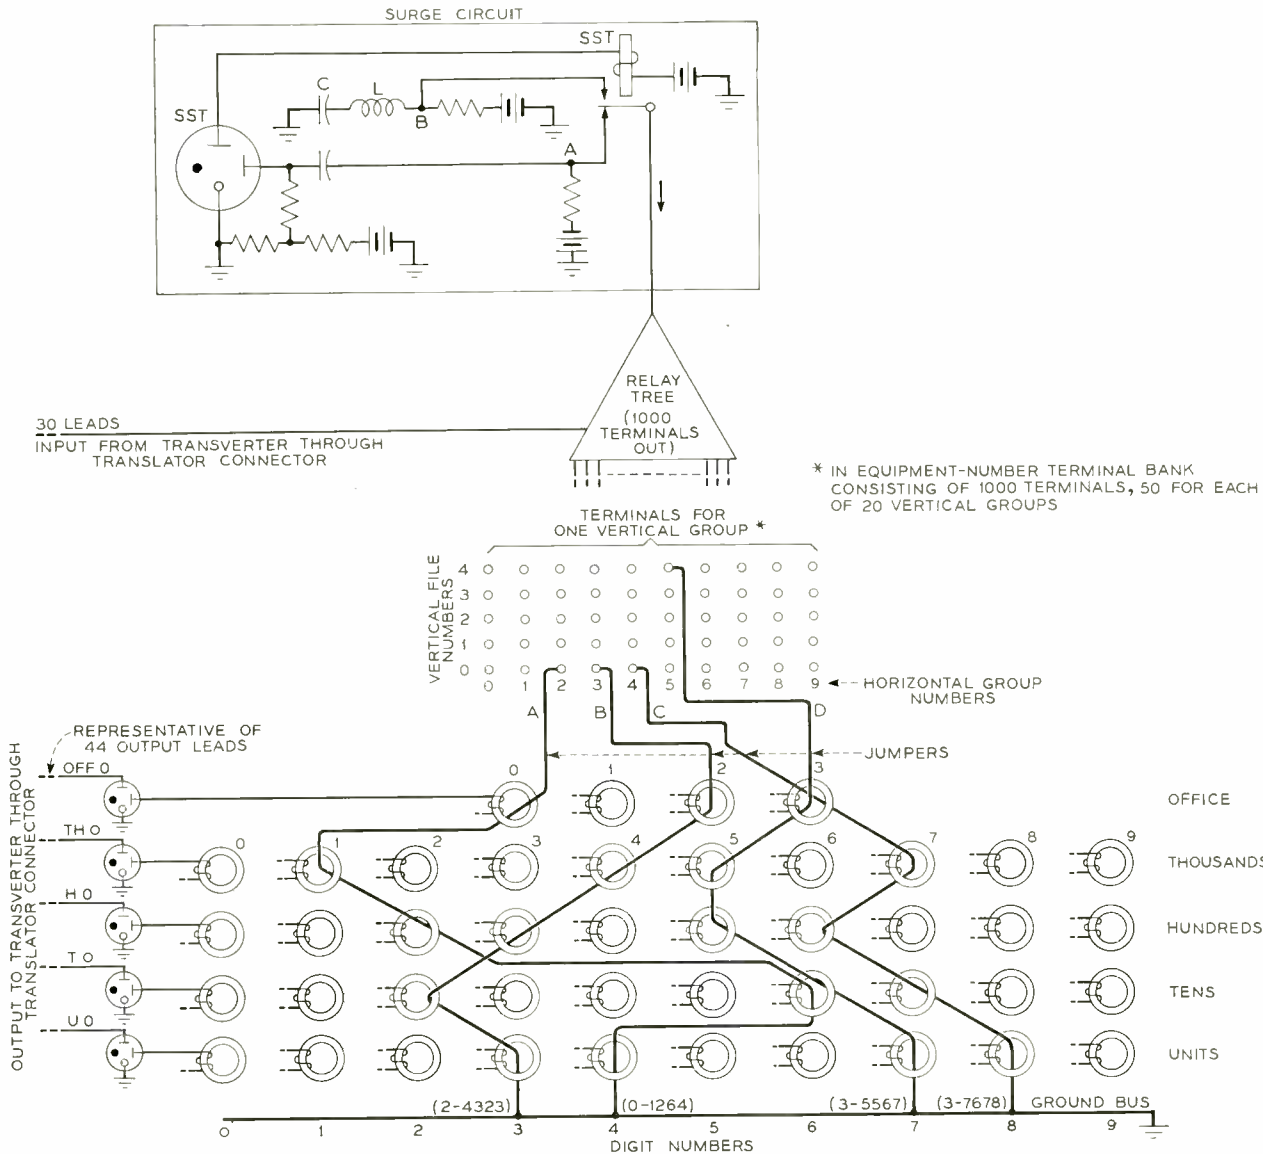 SURGE CIRCUIT
SST
C
L
B
SST
A
RELAY
TREE
(1000
TERMINALS
OUT)
30 LEADS
INPUT FROM TRANSVERTER THROUGH
TRANSLATOR CONNECTOR
* IN EQUIPMENT-NUMBER TERMINAL BANK
CONSISTING OF 1000 TERMINALS, 50 FOR EACH
OF 20 VERTICAL GROUPS
TERMINALS FOR
ONE VERTICAL GROUP *
VERTICAL FILE
NUMBERS
4
3
2
1
0
0 1 2 3 4 5 6 7 8 9
HORIZONTAL GROUP
NUMBERS
A B C D
JUMPERS
REPRESENTATIVE OF
44 OUTPUT LEADS
OUTPUT TO TRANSVERTER THROUGH
TRANSLATOR CONNECTOR
OFF 0
0 1 2 3
OFFICE
TH 0
0 1 2 3 4 5 6 7 8 9
THOUSANDS
H 0
HUNDREDS
T 0
TENS
U 0
UNITS
(2-4323) (0-1264) (3-5567) (3-7678) GROUND BUS
0 1 2 3 4 5 6 7 8 9
DIGIT NUMBERS